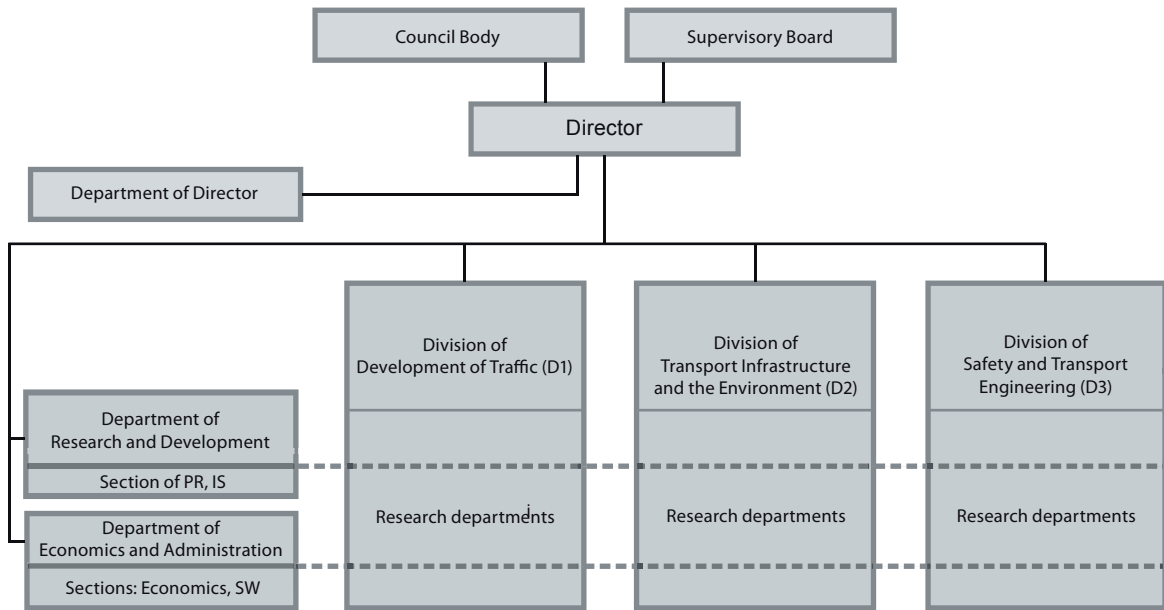 Council Body
Supervisory Board
Director
Department of Director
Division of
Development of Traffic (D1)
Division of
Transport Infrastructure
and the Environment (D2)
Division of
Safety and Transport
Engineering (D3)
Department of
Research and Development
Section of PR, IS
Research departments
Research departments
Research departments
Department of
Economics and Administration
Sections: Economics, SW